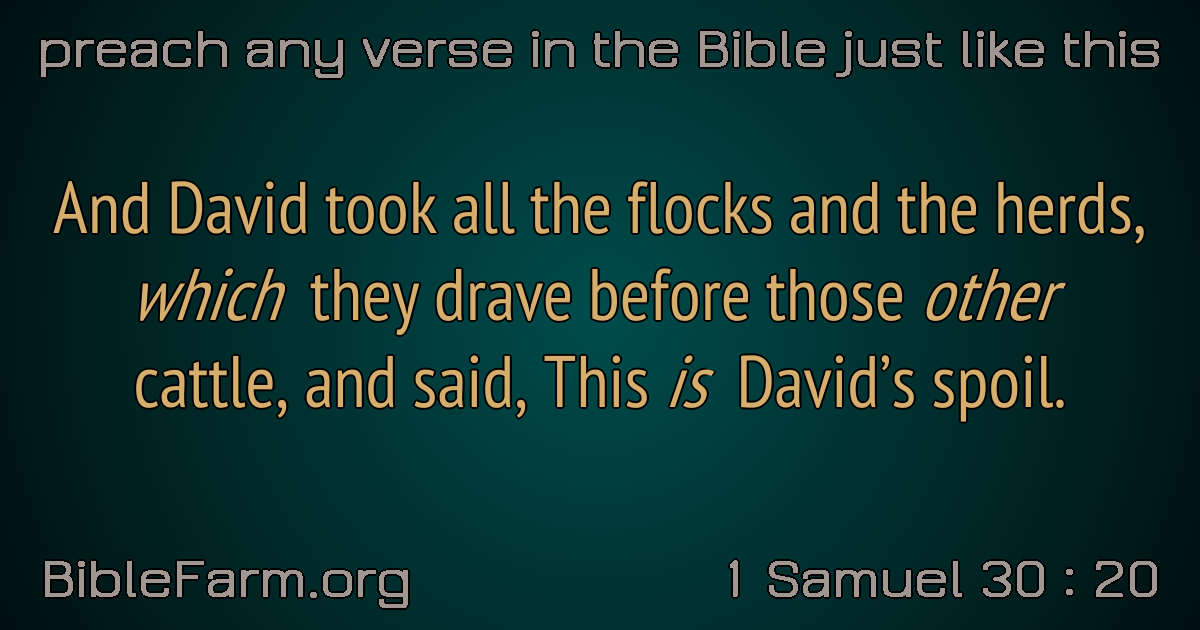 preach any verse in the Bible just like this
And David took all the flocks and the herds,
which they drave before those other
cattle, and said, This is David’s spoil.
BibleFarm.org
1 Samuel 30 : 20